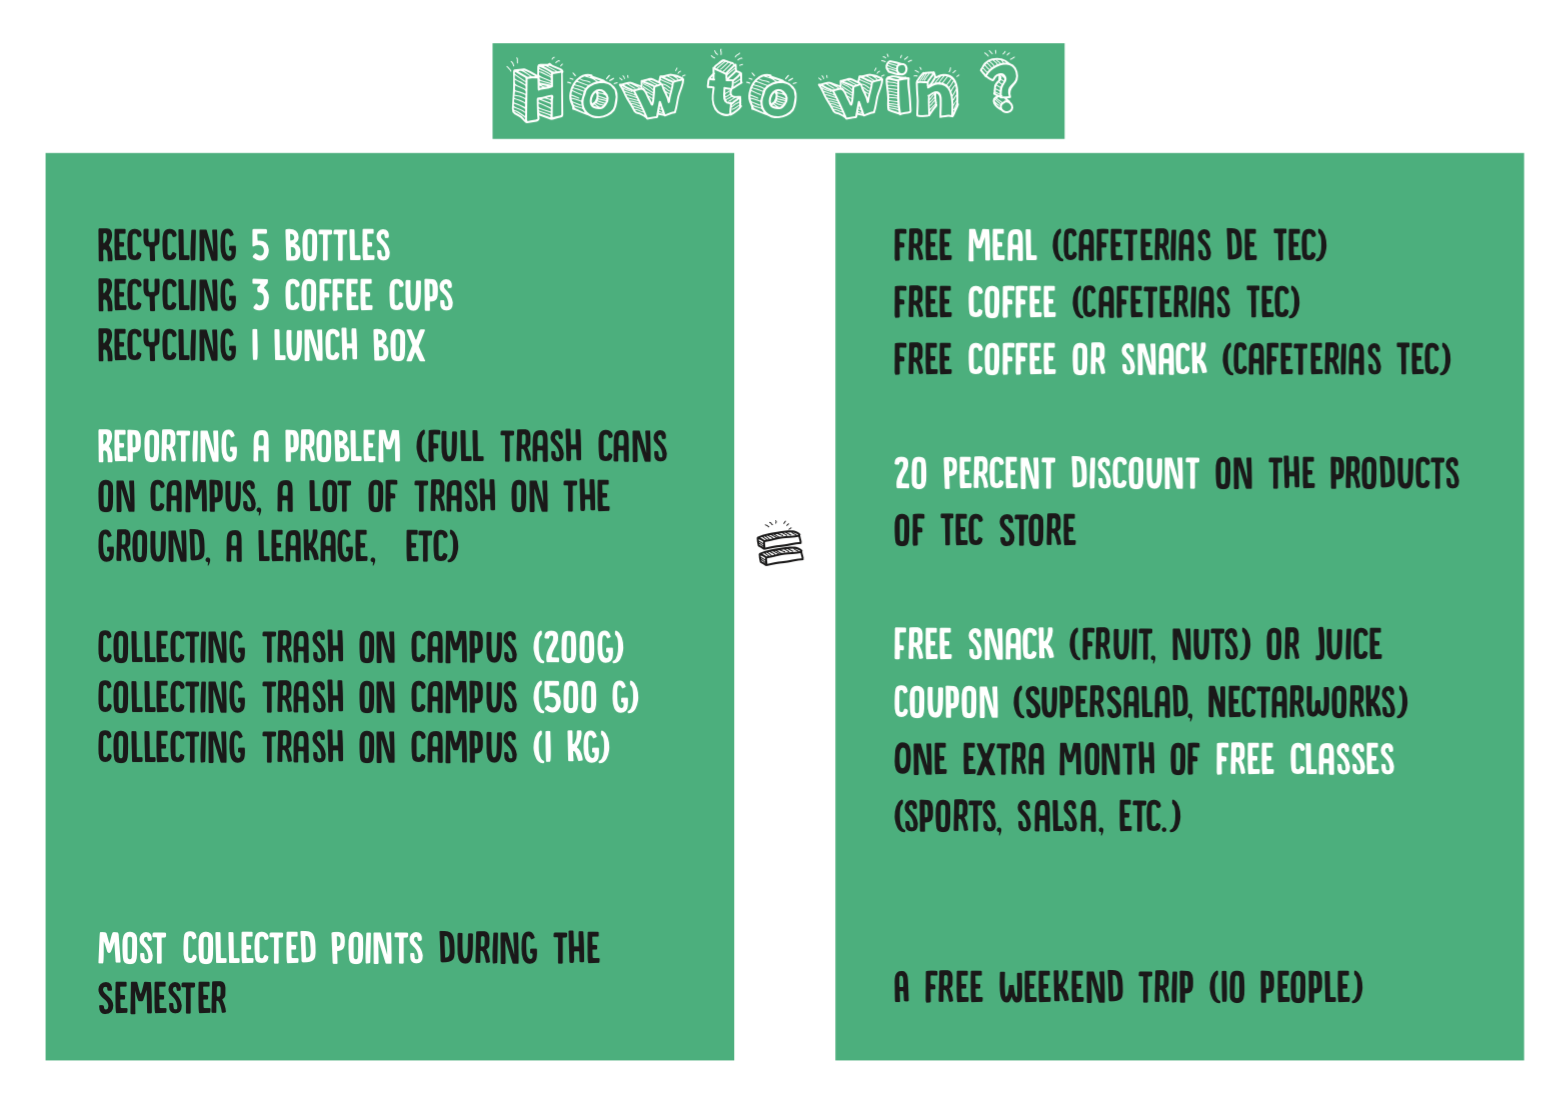 How to win ?
RECYCLING 5 BOTTLES
RECYCLING 3 COFFEE CUPS
RECYCLING 1 LUNCH BOX
REPORTING A PROBLEM (FULL TRASH CANS
ON CAMPUS, A LOT OF TRASH ON THE
GROUND, A LEAKAGE, ETC)
COLLECTING TRASH ON CAMPUS (200G)
COLLECTING TRASH ON CAMPUS (500 G)
COLLECTING TRASH ON CAMPUS (1 KG)
MOST COLLECTED POINTS DURING THE
SEMESTER
=
FREE MEAL (CAFETERIAS DE TEC)
FREE COFFEE (CAFETERIAS TEC)
FREE COFFEE OR SNACK (CAFETERIAS TEC)
20 PERCENT DISCOUNT ON THE PRODUCTS
OF TEC STORE
FREE SNACK (FRUIT, NUTS) OR JUICE
COUPON (SUPERSALAD, NECTARWORKS)
ONE EXTRA MONTH OF FREE CLASSES
(SPORTS, SALSA, ETC.)
A FREE WEEKEND TRIP (10 PEOPLE)